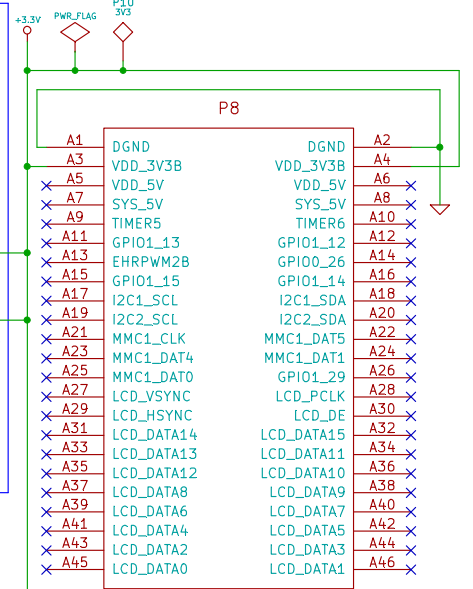 P10
+3.3V PWR_FLAG 3V3
P8
A1 DGND DGND A2
A3 VDD_3V3B VDD_3V3B A4
A5 VDD_5V VDD_5V A6
A7 SYS_5V SYS_5V A8
A9 TIMER5 TIMER6 A10
A11 GPIO1_13 GPIO1_12 A12
A13 EHRPWM2B GPIO0_26 A14
A15 GPIO1_15 GPIO1_14 A16
A17 I2C1_SCL I2C1_SDA A18
A19 I2C2_SCL I2C2_SDA A20
A21 MMC1_CLK MMC1_DAT5 A22
A23 MMC1_DAT4 MMC1_DAT1 A24
A25 MMC1_DAT0 GPIO1_29 A26
A27 LCD_VSYNC LCD_PCLK A28
A29 LCD_HSYNC LCD_DE A30
A31 LCD_DATA14 LCD_DATA15 A32
A33 LCD_DATA13 LCD_DATA11 A34
A35 LCD_DATA12 LCD_DATA10 A36
A37 LCD_DATA8 LCD_DATA9 A38
A39 LCD_DATA6 LCD_DATA7 A40
A41 LCD_DATA4 LCD_DATA5 A42
A43 LCD_DATA2 LCD_DATA3 A44
A45 LCD_DATA0 LCD_DATA1 A46